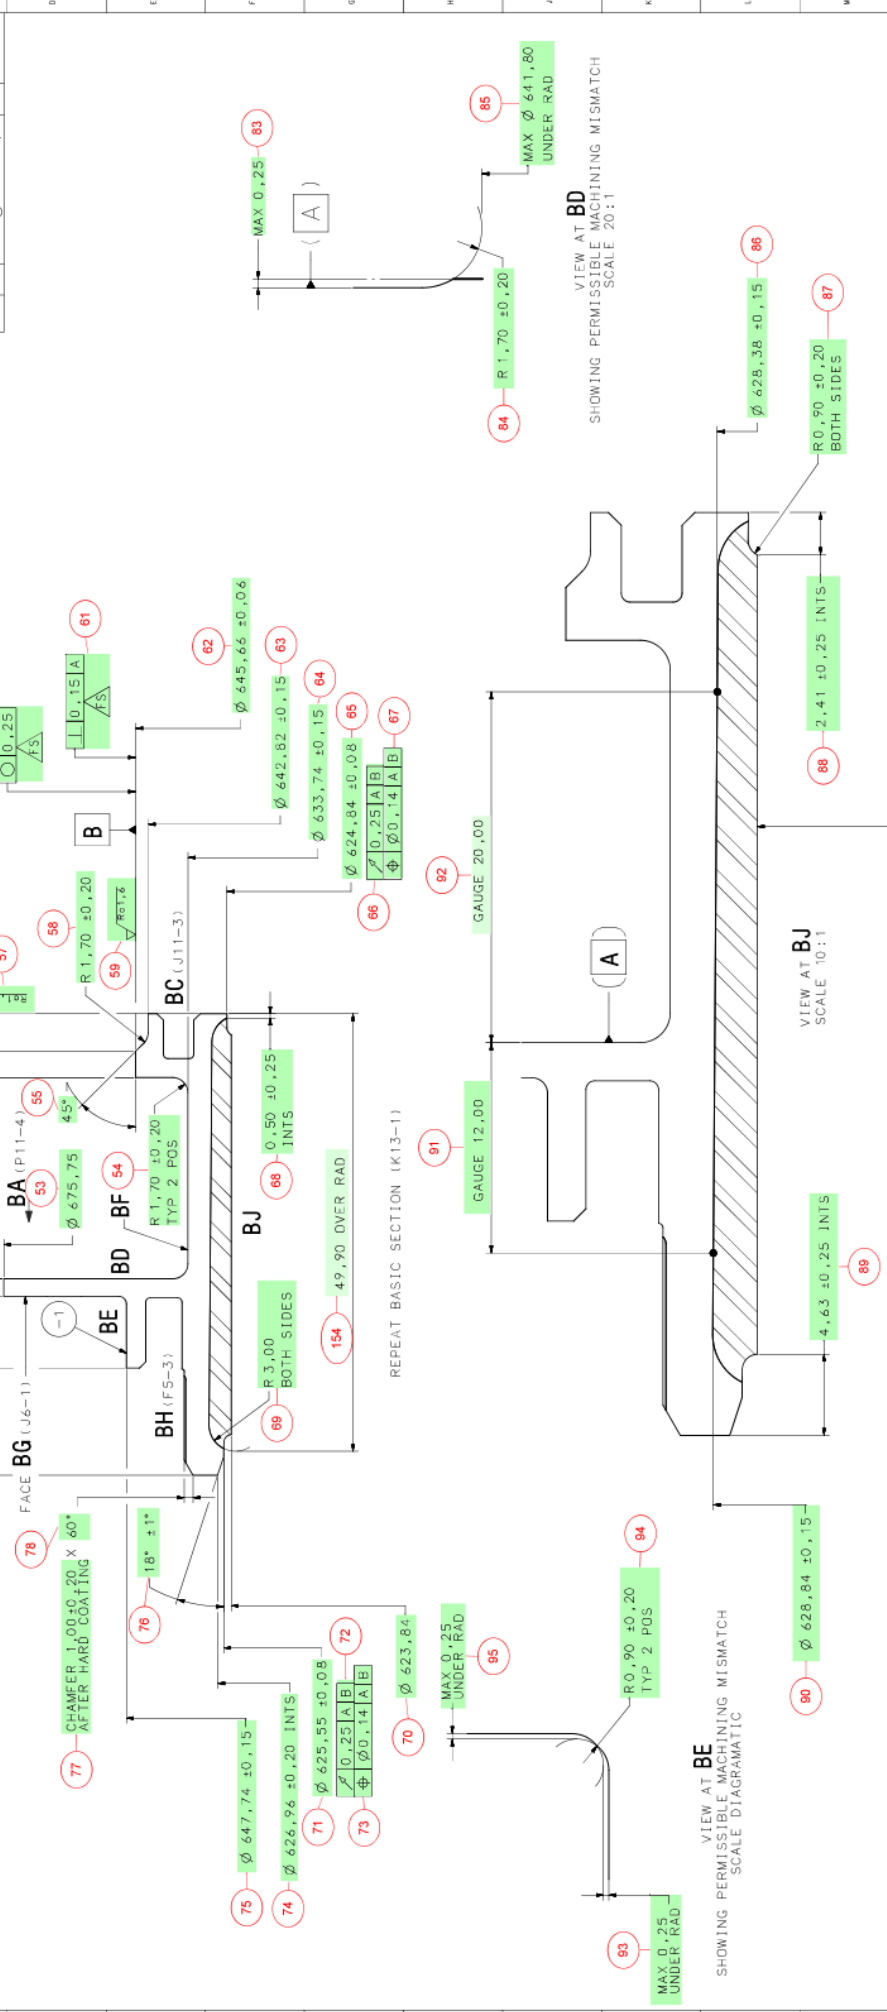 D
E
F
G
H
J
K
L
M
83
MAX 0,25
( A )
85
MAX Ø 641,80
UNDER RAD
84
R 1,70 ±0,20
VIEW AT BD
SHOWING PERMISSIBLE MACHINING MISMATCH
SCALE 20:1
0,25
FS
61
⊥ 0,15 A
FS
62
Ø 645,66 ±0,06
63
Ø 642,82 ±0,15
64
Ø 633,74 ±0,15
65
Ø 624,84 ±0,08
66
0,25 A B
67
Ø0,14 A B
B
57
58
R 1,70 ±0,20
59
Ra1,6
BC (J11-3)
55
45°
BA (P11-4)
53
Ø 675,75
54
R 1,70 ±0,20
TYP 2 POS
BF
BD
BE
-1
FACE BG (J6-1)
BH (F5-3)
BJ
68
0,50 ±0,25
INTS
69
R 3,00
BOTH SIDES
154
49,90 OVER RAD
REPEAT BASIC SECTION (K13-1)
78
60°
77
CHAMFER 1,00±0,20 X
AFTER HARD COATING
76
18° ±1°
75
Ø 647,74 ±0,15
74
Ø 626,96 ±0,20 INTS
71
Ø 625,55 ±0,08
72
0,25 A B
73
Ø0,14 A B
70
Ø 623,84
86
Ø 628,38 ±0,15
87
R0,90 ±0,20
BOTH SIDES
88
2,41 ±0,25 INTS
92
GAUGE 20,00
91
GAUGE 12,00
(A)
VIEW AT BJ
SCALE 10:1
89
4,63 ±0,25 INTS
90
Ø 628,84 ±0,15
95
MAX 0,25
UNDER RAD
94
R0,90 ±0,20
TYP 2 POS
93
MAX 0,25
UNDER RAD
VIEW AT BE
SHOWING PERMISSIBLE MACHINING MISMATCH
SCALE DIAGRAMATIC